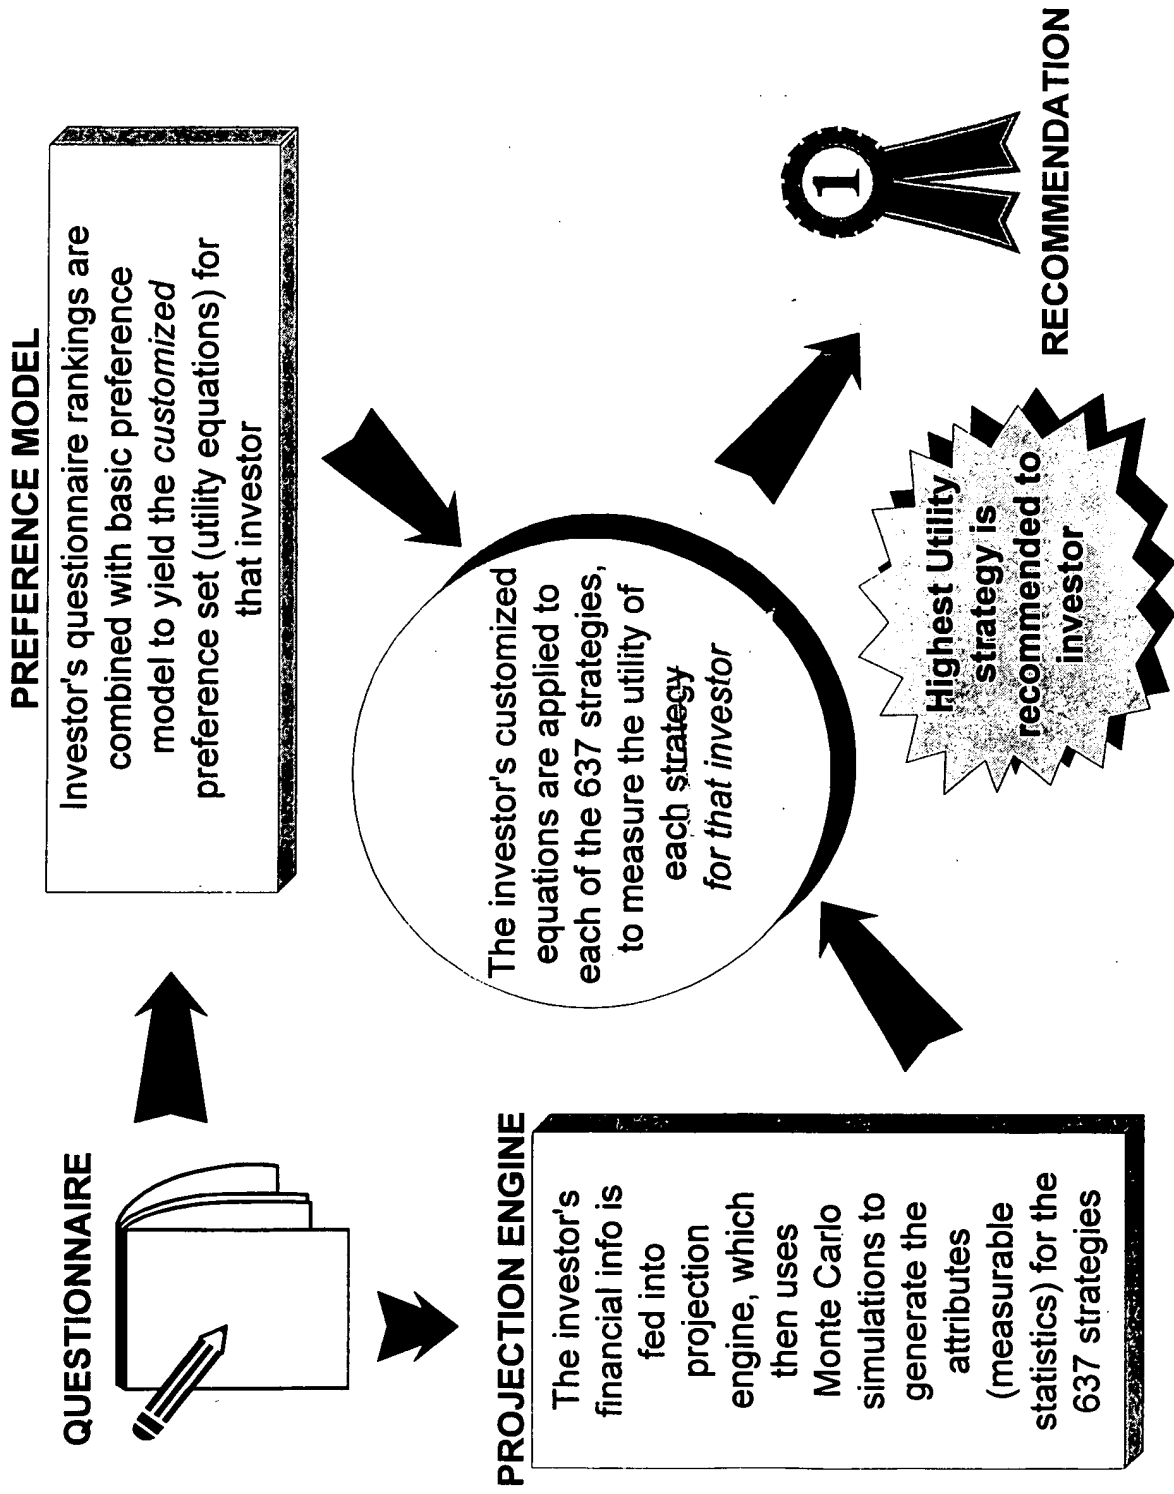 QUESTIONNAIRE
PREFERENCE MODEL
Investor's questionnaire rankings are
combined with basic preference
model to yield the customized
preference set (utility equations) for
that investor
PROJECTION ENGINE
The investor's
financial info is
fed into
projection
engine, which
then uses
Monte Carlo
simulations to
generate the
attributes
(measurable
statistics) for the
637 strategies
The investor's customized
equations are applied to
each of the 637 strategies,
to measure the utility of
each strategy
for that investor
Highest Utility
strategy is
recommended to
investor
1
RECOMMENDATION